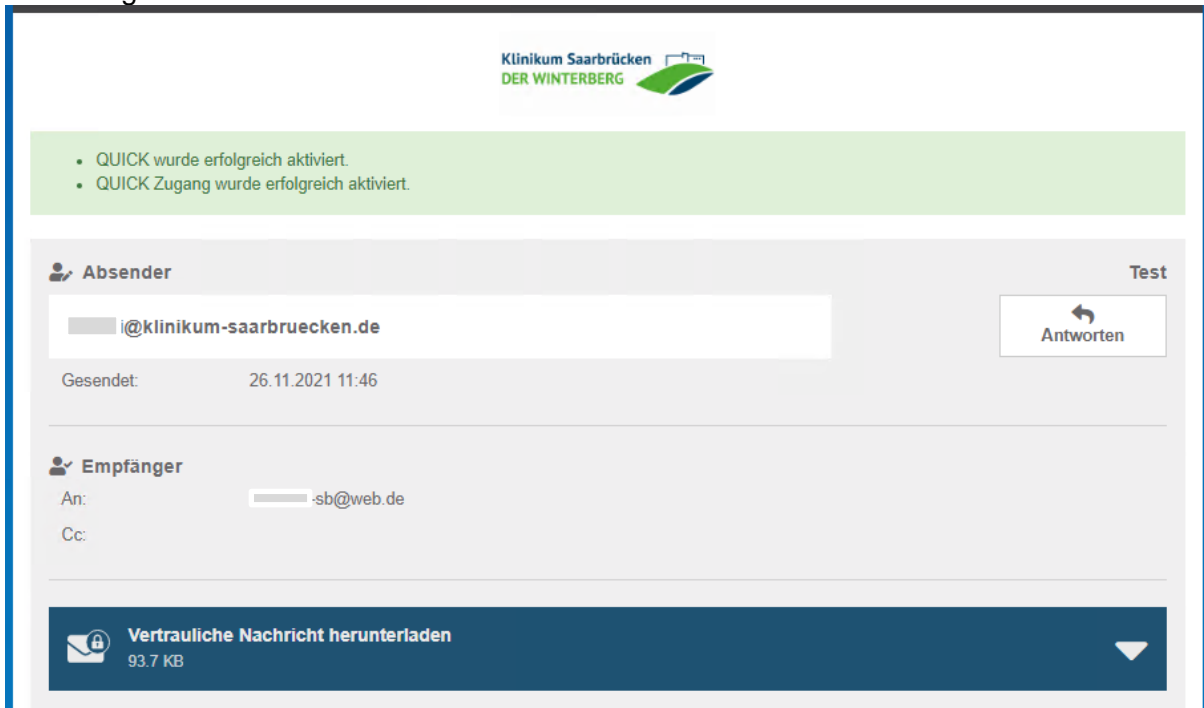 Klinikum Saarbrücken
DER WINTERBERG
QUICK wurde erfolgreich aktiviert.
QUICK Zugang wurde erfolgreich aktiviert.
Absender
Test
i@klinikum-saarbruecken.de
Antworten
Gesendet: 26.11.2021 11:46
Empfänger
An: -sb@web.de
Cc:
Vertrauliche Nachricht herunterladen
93.7 KB